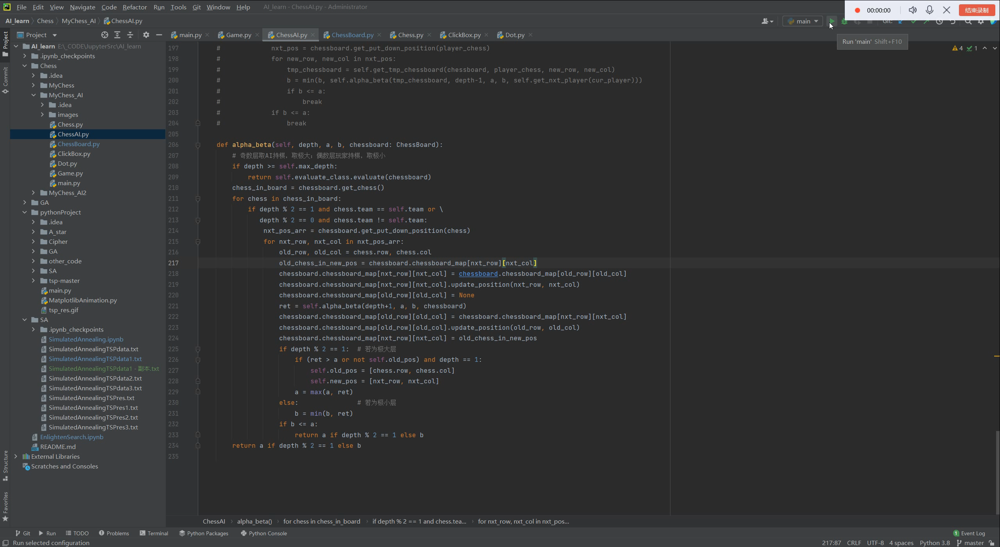 File Edit View Navigate Code Refactor Run Tools Git Window Help AI_learn - ChessAI.py - Administrator
00:00:00 结束录制
AI_learn Chess MyChess_AI ChessAI.py
main Git:
Project
main.py Game.py ChessAI.py ChessBoard.py Chess.py ClickBox.py Dot.py
Run 'main' Shift+F10
4 1
Project
Commit
Structure
Favorites
AI_learn E:\_CODE\JupyterSrc\AI_learn
.ipynb_checkpoints
Chess
.idea
MyChess
MyChess_AI
.idea
images
Chess.py
ChessAI.py
ChessBoard.py
ClickBox.py
Dot.py
Game.py
main.py
MyChess_AI2
GA
pythonProject
.idea
A_star
Cipher
GA
other_code
SA
tsp-master
main.py
MatplotlibAnimation.py
tsp_res.gif
SA
.ipynb_checkpoints
SimulatedAnnealing.ipynb
SimulatedAnnealingTSPdata.txt
SimulatedAnnealingTSPdata1.txt
SimulatedAnnealingTSPdata1 - 副本.txt
SimulatedAnnealingTSPdata2.txt
SimulatedAnnealingTSPdata3.txt
SimulatedAnnealingTSPres.txt
SimulatedAnnealingTSPres1.txt
SimulatedAnnealingTSPres2.txt
SimulatedAnnealingTSPres3.txt
EnlightenSearch.ipynb
README.md
External Libraries
Scratches and Consoles
197 # nxt_pos = chessboard.get_put_down_position(player_chess)
198 # for new_row, new_col in nxt_pos:
199 # tmp_chessboard = self.get_tmp_chessboard(chessboard, player_chess, new_row, new_col)
200 # b = min(b, self.alpha_beta(tmp_chessboard, depth-1, a, b, self.get_nxt_player(cur_player)))
201 # if b <= a:
202 # break
203 # if b <= a:
204 # break
205
206 def alpha_beta(self, depth, a, b, chessboard: ChessBoard):
207 # 奇数层取AI持棋，取极大；偶数层玩家持棋，取极小
208 if depth >= self.max_depth:
209 return self.evaluate_class.evaluate(chessboard)
210 chess_in_board = chessboard.get_chess()
211 for chess in chess_in_board:
212 if depth % 2 == 1 and chess.team == self.team or \
213 depth % 2 == 0 and chess.team != self.team:
214 nxt_pos_arr = chessboard.get_put_down_position(chess)
215 for nxt_row, nxt_col in nxt_pos_arr:
216 old_row, old_col = chess.row, chess.col
217 old_chess_in_new_pos = chessboard.chessboard_map[nxt_row][nxt_col]
218 chessboard.chessboard_map[nxt_row][nxt_col] = chessboard.chessboard_map[old_row][old_col]
219 chessboard.chessboard_map[nxt_row][nxt_col].update_position(nxt_row, nxt_col)
220 chessboard.chessboard_map[old_row][old_col] = None
221 ret = self.alpha_beta(depth+1, a, b, chessboard)
222 chessboard.chessboard_map[old_row][old_col] = chessboard.chessboard_map[nxt_row][nxt_col]
223 chessboard.chessboard_map[old_row][old_col].update_position(old_row, old_col)
224 chessboard.chessboard_map[nxt_row][nxt_col] = old_chess_in_new_pos
225 if depth % 2 == 1: # 若为极大层
226 if (ret > a or not self.old_pos) and depth == 1:
227 self.old_pos = [chess.row, chess.col]
228 self.new_pos = [nxt_row, nxt_col]
229 a = max(a, ret)
230 else: # 若为极小层
231 b = min(b, ret)
232 if b <= a:
233 return a if depth % 2 == 1 else b
234 return a if depth % 2 == 1 else b
235
ChessAI alpha_beta() for chess in chess_in_board if depth % 2 == 1 and chess.tea... for nxt_row, nxt_col in nxt_pos...
Git Run TODO Problems Terminal Python Packages Python Console 1 Event Log
Run selected configuration 217:87 CRLF UTF-8 4 spaces Python 3.8 master